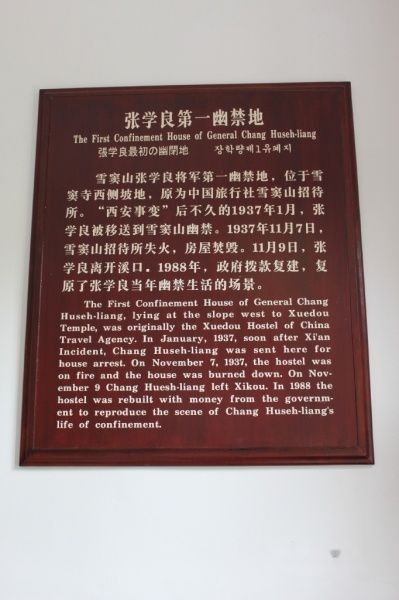 张学良第一幽禁地
The First Confinement House of General Chang Huseh-liang
張学良最初の幽閉地 장학량제1유폐지
雪窦山张学良将军第一幽禁地，位于雪
窦寺西侧坡地，原为中国旅行社雪窦山招待
所。“西安事变”后不久的1937年1月，张
学良被移送到雪窦山幽禁。1937年11月7日，
雪窦山招待所失火，房屋焚毁。11月9日，张
学良离开溪口。1988年，政府拨款复建，复
原了张学良当年幽禁生活的场景。
The First Confinement House of General Chang
Huseh-liang, lying at the slope west to Xuedou
Temple, was originally the Xuedou Hostel of China
Travel Agency. In January, 1937, soon after Xi'an
Incident, Chang Huseh-liang was sent here for
house arrest. On November 7, 1937, the hostel was
on fire and the house was burned down. On Nov-
ember 9 Chang Huesh-liang left Xikou. In 1988 the
hostel was rebuilt with money from the governm-
ent to reproduce the scene of Chang Huseh-liang's
life of confinement.